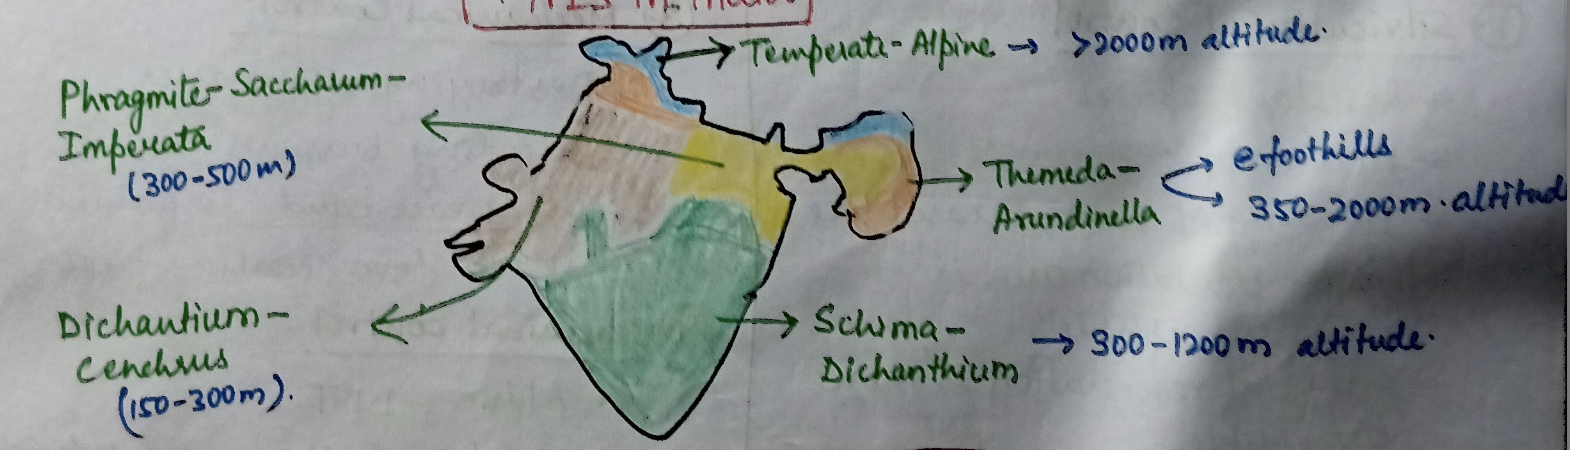 Temperate-Alpine → >2000m altitude.
Phragmite-Saccharum-
Imperata
(300-500m)
Themeda-
Arundinella
foothills
350-2000m.altitud
Dichantium-
Cenchrus
(150-300m).
Sehima-
Dichanthium
→ 300-1200m altitude.